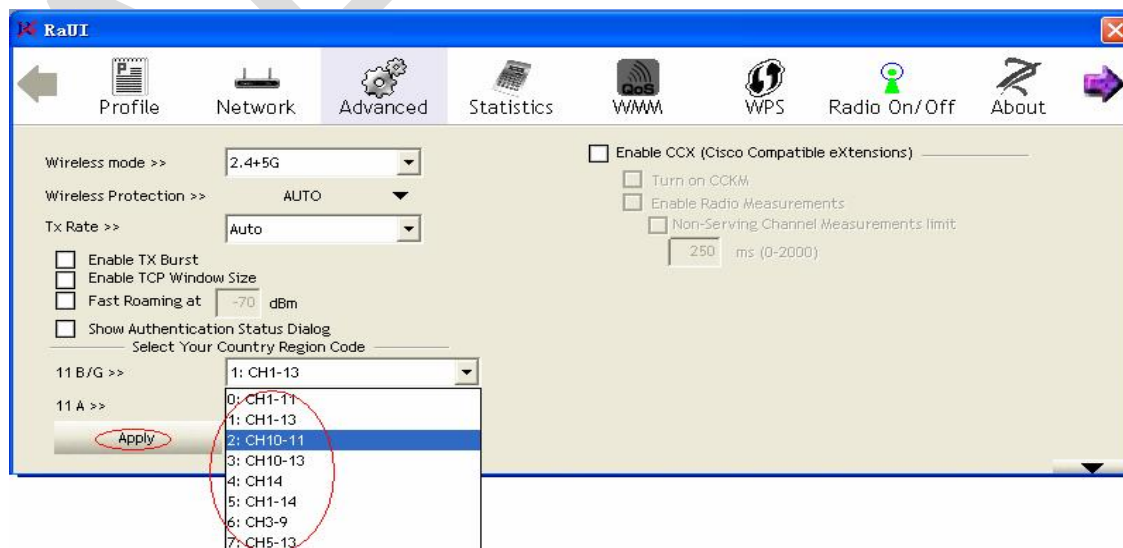 RaUI
Profile Network Advanced Statistics WMM WPS Radio On/Off About
QoS
Wireless mode >> 2.4+5G
Wireless Protection >> AUTO
Tx Rate >> Auto
Enable TX Burst
Enable TCP Window Size
Fast Roaming at -70 dBm
Show Authentication Status Dialog
Select Your Country Region Code
11 B/G >> 1: CH1-13
11 A >>
0: CH1-11
1: CH1-13
2: CH10-11
3: CH10-13
4: CH14
5: CH1-14
6: CH3-9
7: CH5-13
Apply
Enable CCX (Cisco Compatible eXtensions)
Turn on CCKM
Enable Radio Measurements
Non-Serving Channel Measurements limit
250 ms (0-2000)